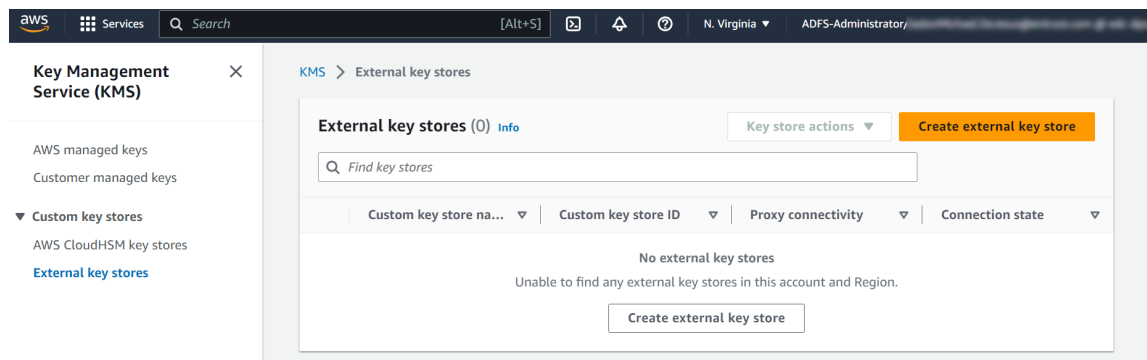 aws Services Search [Alt+S] N. Virginia ADFS-Administrator/
Key Management
Service (KMS)
AWS managed keys
Customer managed keys
Custom key stores
AWS CloudHSM key stores
External key stores
KMS External key stores
External key stores (0) Info Key store actions Create external key store
Find key stores
Custom key store na... Custom key store ID Proxy connectivity Connection state
No external key stores
Unable to find any external key stores in this account and Region.
Create external key store